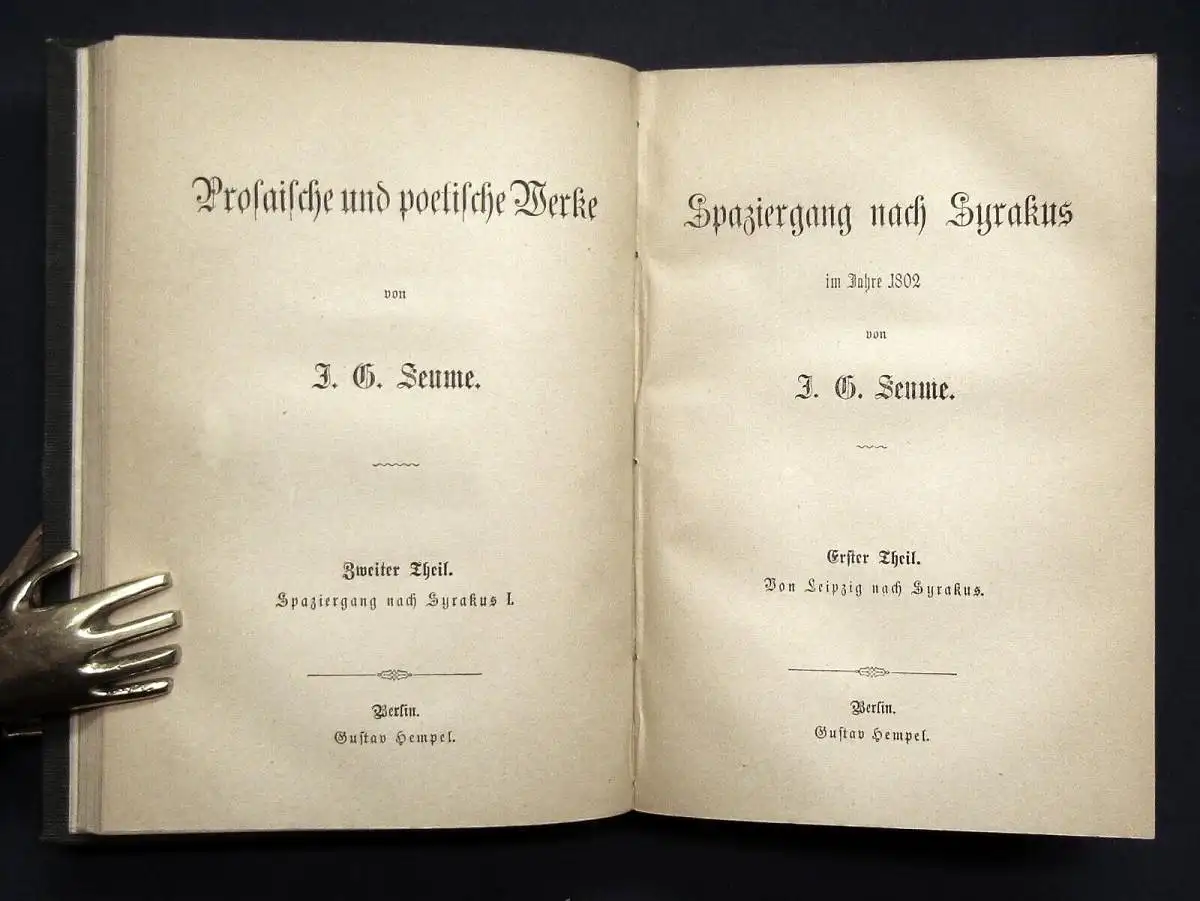 Prosaische und poetische Werke
von
J. G. Seume.
Zweiter Theil.
Spaziergang nach Syrakus I.
Berlin.
Gustav Hempel.
Spaziergang nach Syrakus
im Jahre 1802
von
J. G. Seume.
Erster Theil.
Von Leipzig nach Syrakus.
Berlin.
Gustav Hempel.